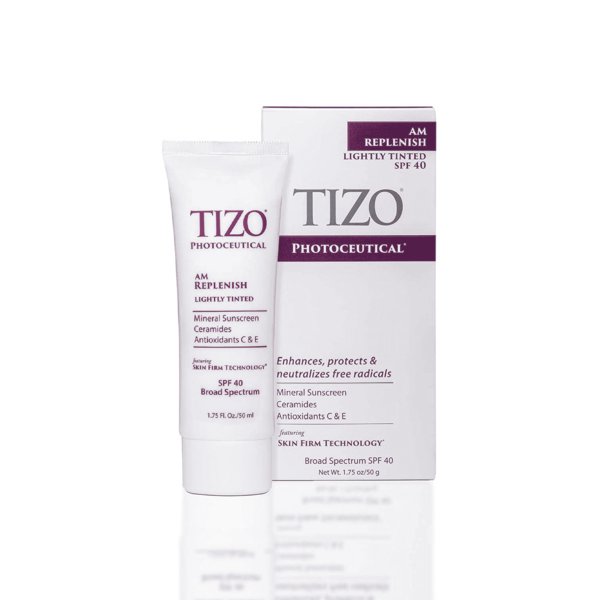 TIZO®
PHOTOCEUTICAL
AM
REPLENISH
LIGHTLY TINTED
Mineral Sunscreen
Ceramides
Antioxidants C & E
featuring
SKIN FIRM TECHNOLOGY™
SPF 40
Broad Spectrum
1.75 Fl. Oz./50 ml
AM
REPLENISH
LIGHTLY TINTED
SPF 40
TIZO®
PHOTOCEUTICAL®
Enhances, protects &
neutralizes free radicals
Mineral Sunscreen
Ceramides
Antioxidants C & E
featuring
SKIN FIRM TECHNOLOGY™
Broad Spectrum SPF 40
Net Wt. 1.75 oz/50 g